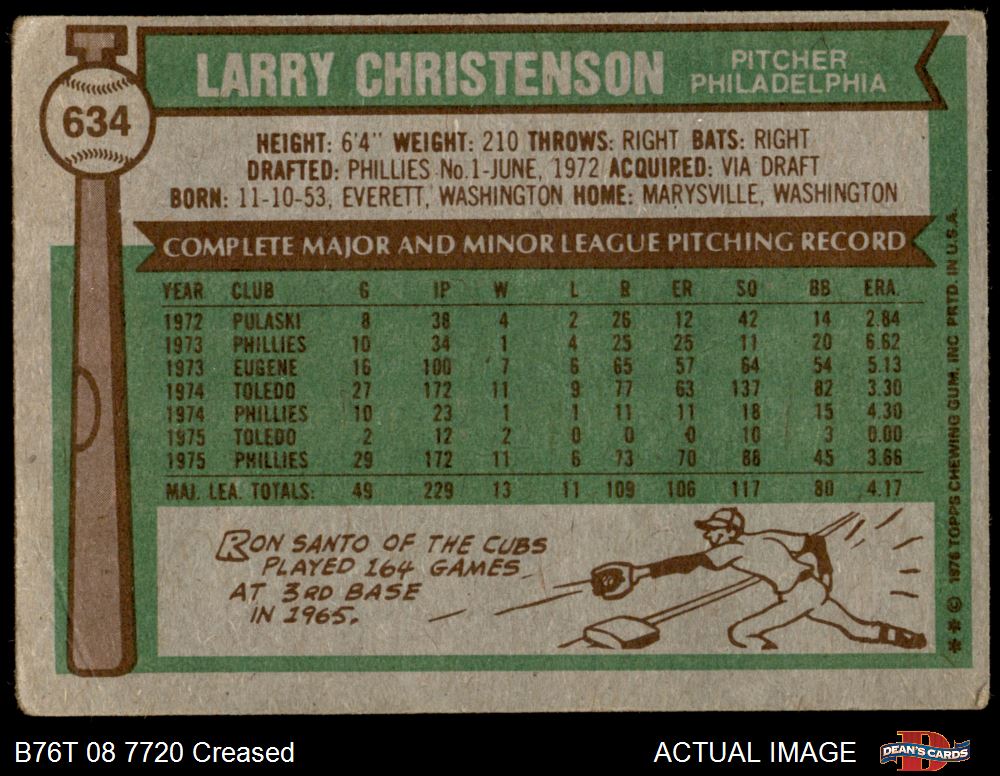 634
LARRY CHRISTENSON
PITCHER
PHILADELPHIA
HEIGHT: 6'4" WEIGHT: 210 THROWS: RIGHT BATS: RIGHT
DRAFTED: PHILLIES No.1-JUNE, 1972 ACQUIRED: VIA DRAFT
BORN: 11-10-53, EVERETT, WASHINGTON HOME: MARYSVILLE, WASHINGTON
COMPLETE MAJOR AND MINOR LEAGUE PITCHING RECORD
YEAR CLUB G IP W L R ER SO BB ERA.
1972 PULASKI 8 38 4 2 26 12 42 14 2.84
1973 PHILLIES 10 34 1 4 25 25 11 20 6.62
1973 EUGENE 16 100 7 6 65 57 64 54 5.13
1974 TOLEDO 27 172 11 9 77 63 137 82 3.30
1974 PHILLIES 10 23 1 1 11 11 18 15 4.30
1975 TOLEDO 2 12 2 0 0 0 10 3 0.00
1975 PHILLIES 29 172 11 6 73 70 88 45 3.66
MAJ. LEA. TOTALS: 49 229 13 11 109 106 117 80 4.17
RON SANTO OF THE CUBS
PLAYED 164 GAMES
AT 3RD BASE
IN 1965.
* * © 1976 TOPPS CHEWING GUM, INC PRTD. IN U.S.A.
B76T 08 7720 Creased
ACTUAL IMAGE
D
DEAN'S CARDS